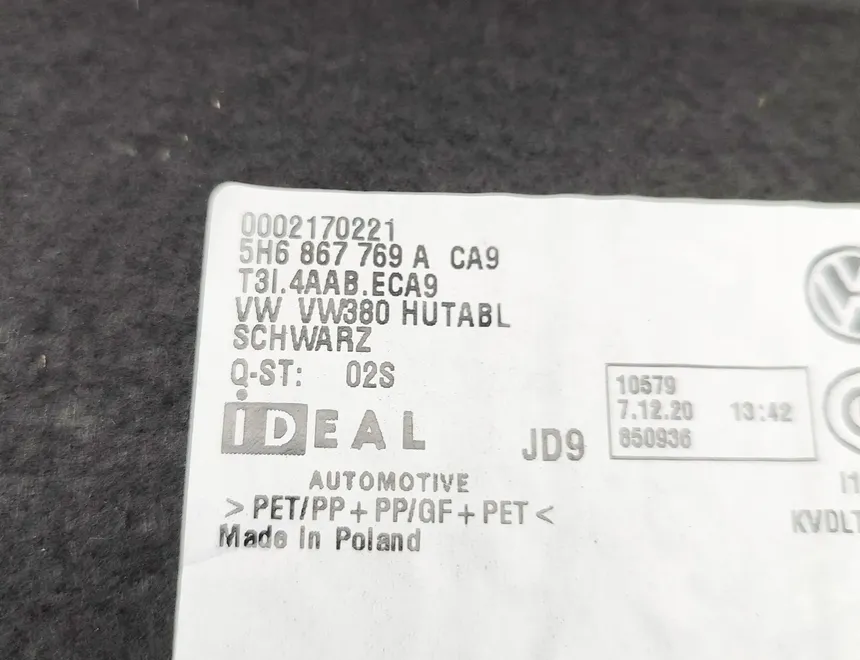 0002170221
5H6 867 769 A CA9
T3I.4AAB.ECA9
VW VW380 HUTABL
SCHWARZ
Q-ST: 02S
iDEAL
AUTOMOTIVE
JD9
10579
7.12.20 13:42
850936
>PET/PP+PP/GF+PET<
Made in Poland